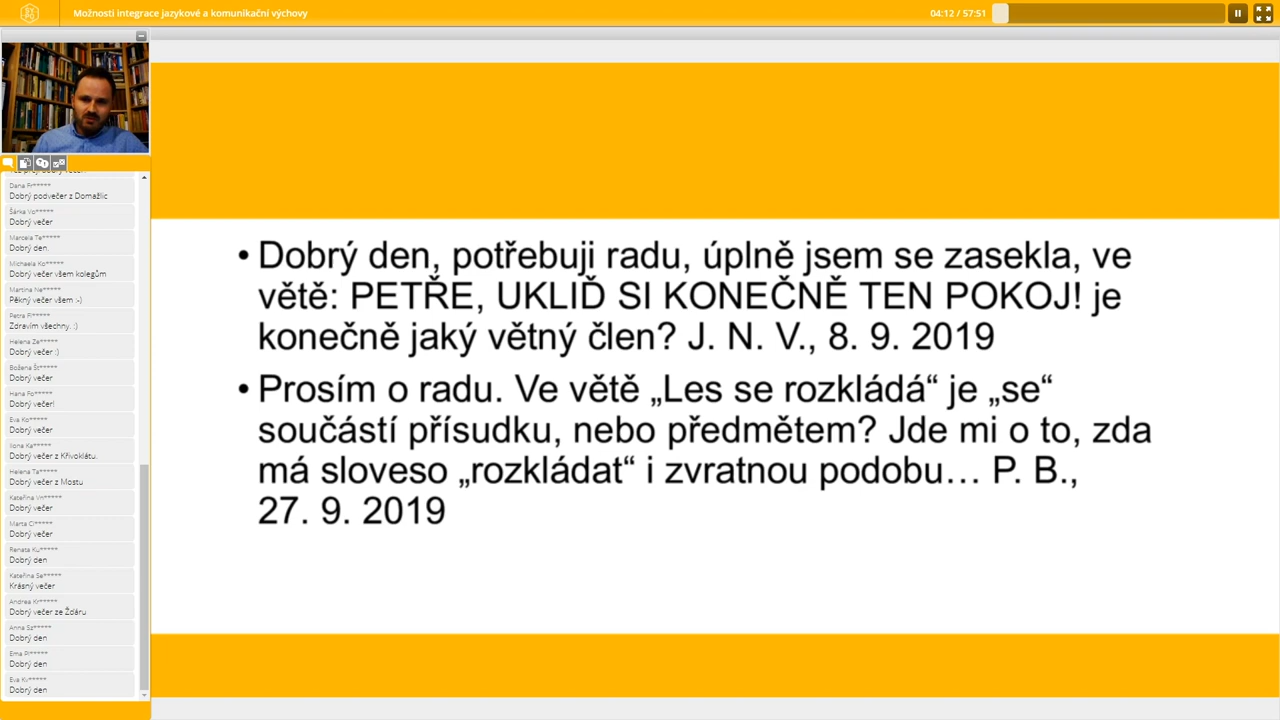 Možnosti integrace jazykové a komunikační výchovy
04:12 / 57:51
Dana Fr*****
Dobrý podvečer z Domažlic
Šárka Vo*****
Dobrý večer
Marcela Te*****
Dobrý den.
Michaela Ko*****
Dobrý večer všem kolegům
Martina Ne*****
Pěkný večer všem :-)
Petra Fi*****
Zdravím všechny. :)
Helena Ze*****
Dobrý večer :)
Božena Št*****
Dobrý večer
Hana Fo*****
Dobrý večer!
Eva Ko*****
Dobrý večer
Ilona Ka*****
Dobrý večer z Křivoklátu.
Helena Ta*****
Dobrý večer z Mostu
Kateřina Vn*****
Dobrý večer
Marta Ci*****
Dobrý večer
Renata Ku*****
Dobrý den
Kateřina Se*****
Krásný večer
Andrea Kr*****
Dobrý večer ze Žďáru
Anna Sz*****
Dobrý den
Ema Pi*****
Dobrý den
Eva Kv*****
Dobrý den
• Dobrý den, potřebuji radu, úplně jsem se zasekla, ve
větě: PETŘE, UKLIĎ SI KONEČNĚ TEN POKOJ! je
konečně jaký větný člen? J. N. V., 8. 9. 2019
• Prosím o radu. Ve větě „Les se rozkládá“ je „se“
součástí přísudku, nebo předmětem? Jde mi o to, zda
má sloveso „rozkládat“ i zvratnou podobu… P. B.,
27. 9. 2019